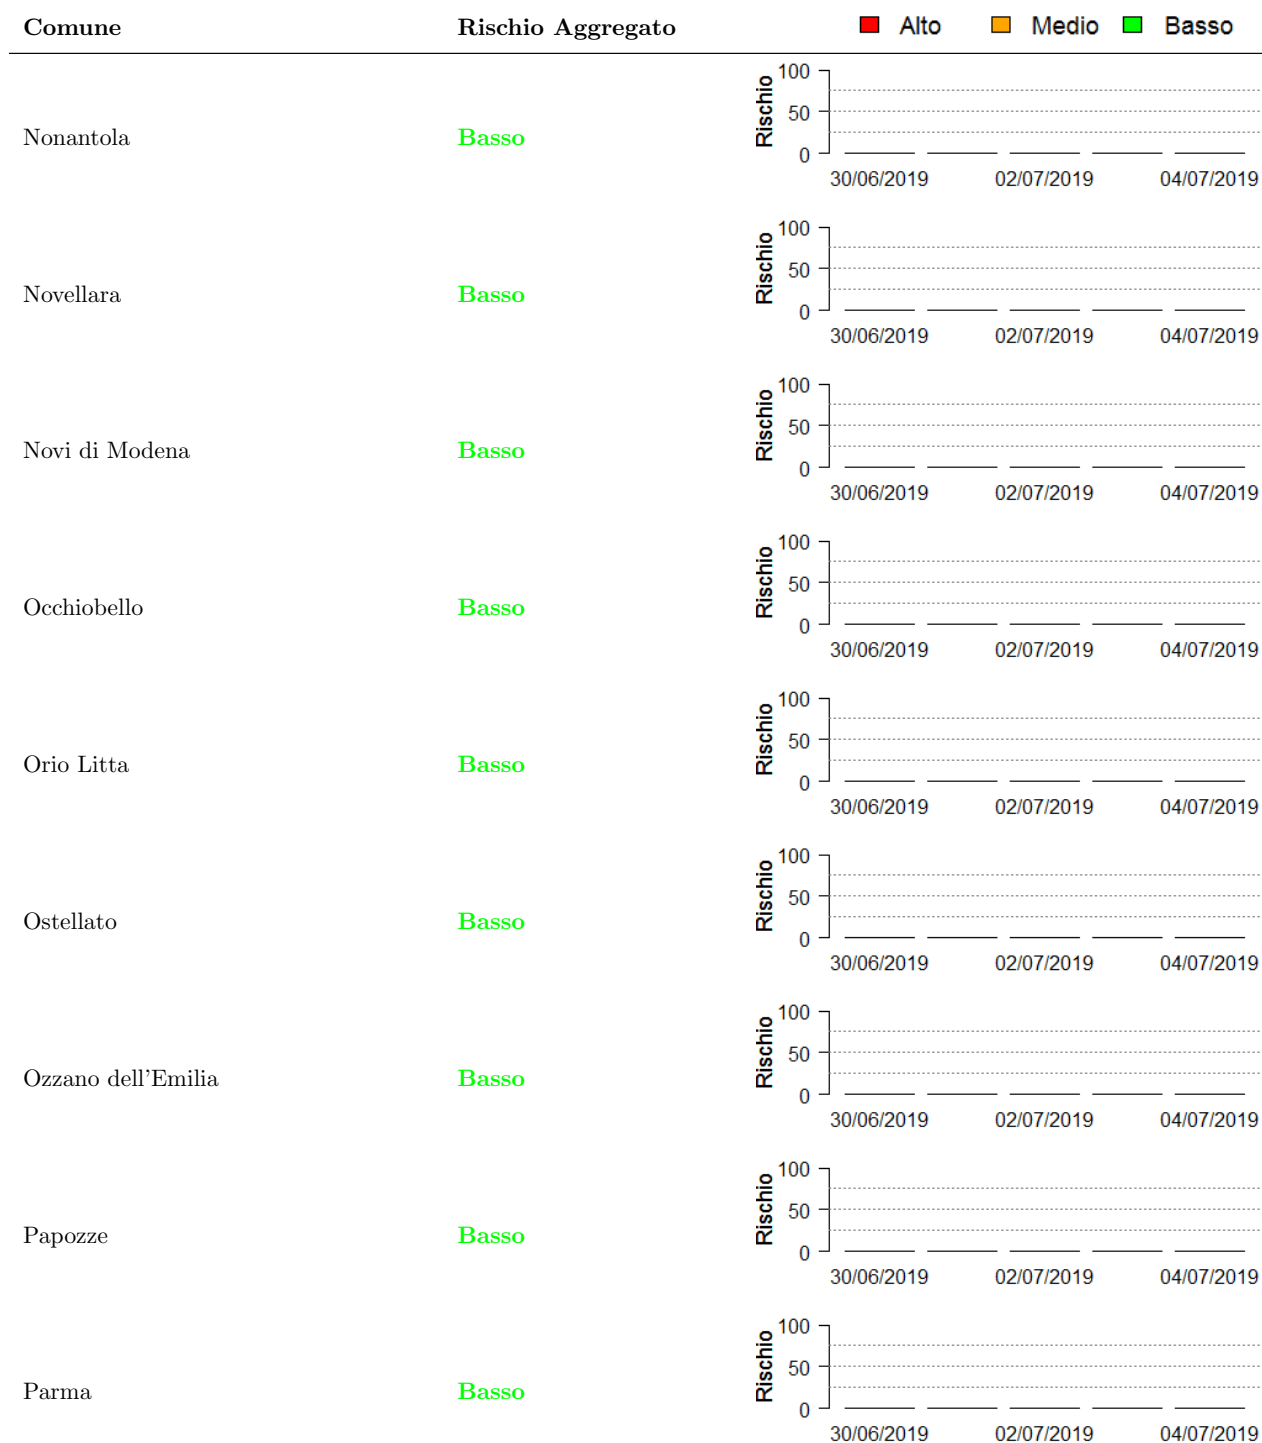 Comune Rischio Aggregato Alto Medio Basso
Nonantola Basso Rischio 100 50 0
30/06/2019 02/07/2019 04/07/2019
Novellara Basso Rischio 100 50 0
30/06/2019 02/07/2019 04/07/2019
Novi di Modena Basso Rischio 100 50 0
30/06/2019 02/07/2019 04/07/2019
Occhiobello Basso Rischio 100 50 0
30/06/2019 02/07/2019 04/07/2019
Orio Litta Basso Rischio 100 50 0
30/06/2019 02/07/2019 04/07/2019
Ostellato Basso Rischio 100 50 0
30/06/2019 02/07/2019 04/07/2019
Ozzano dell'Emilia Basso Rischio 100 50 0
30/06/2019 02/07/2019 04/07/2019
Papozze Basso Rischio 100 50 0
30/06/2019 02/07/2019 04/07/2019
Parma Basso Rischio 100 50 0
30/06/2019 02/07/2019 04/07/2019